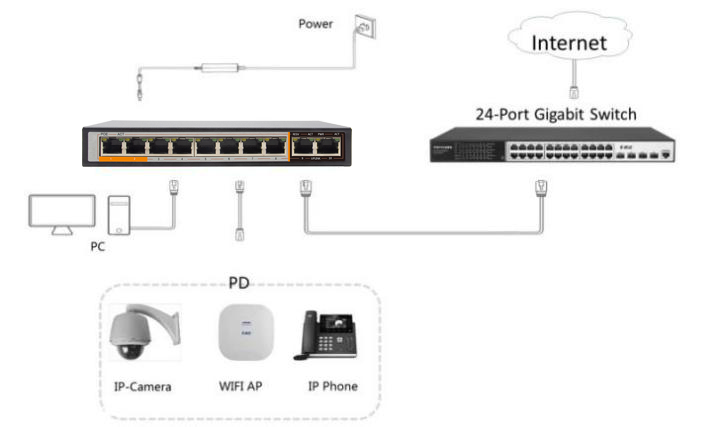 Power
Internet
24-Port Gigabit Switch
PC
PD
IP-Camera
WIFI AP
IP Phone